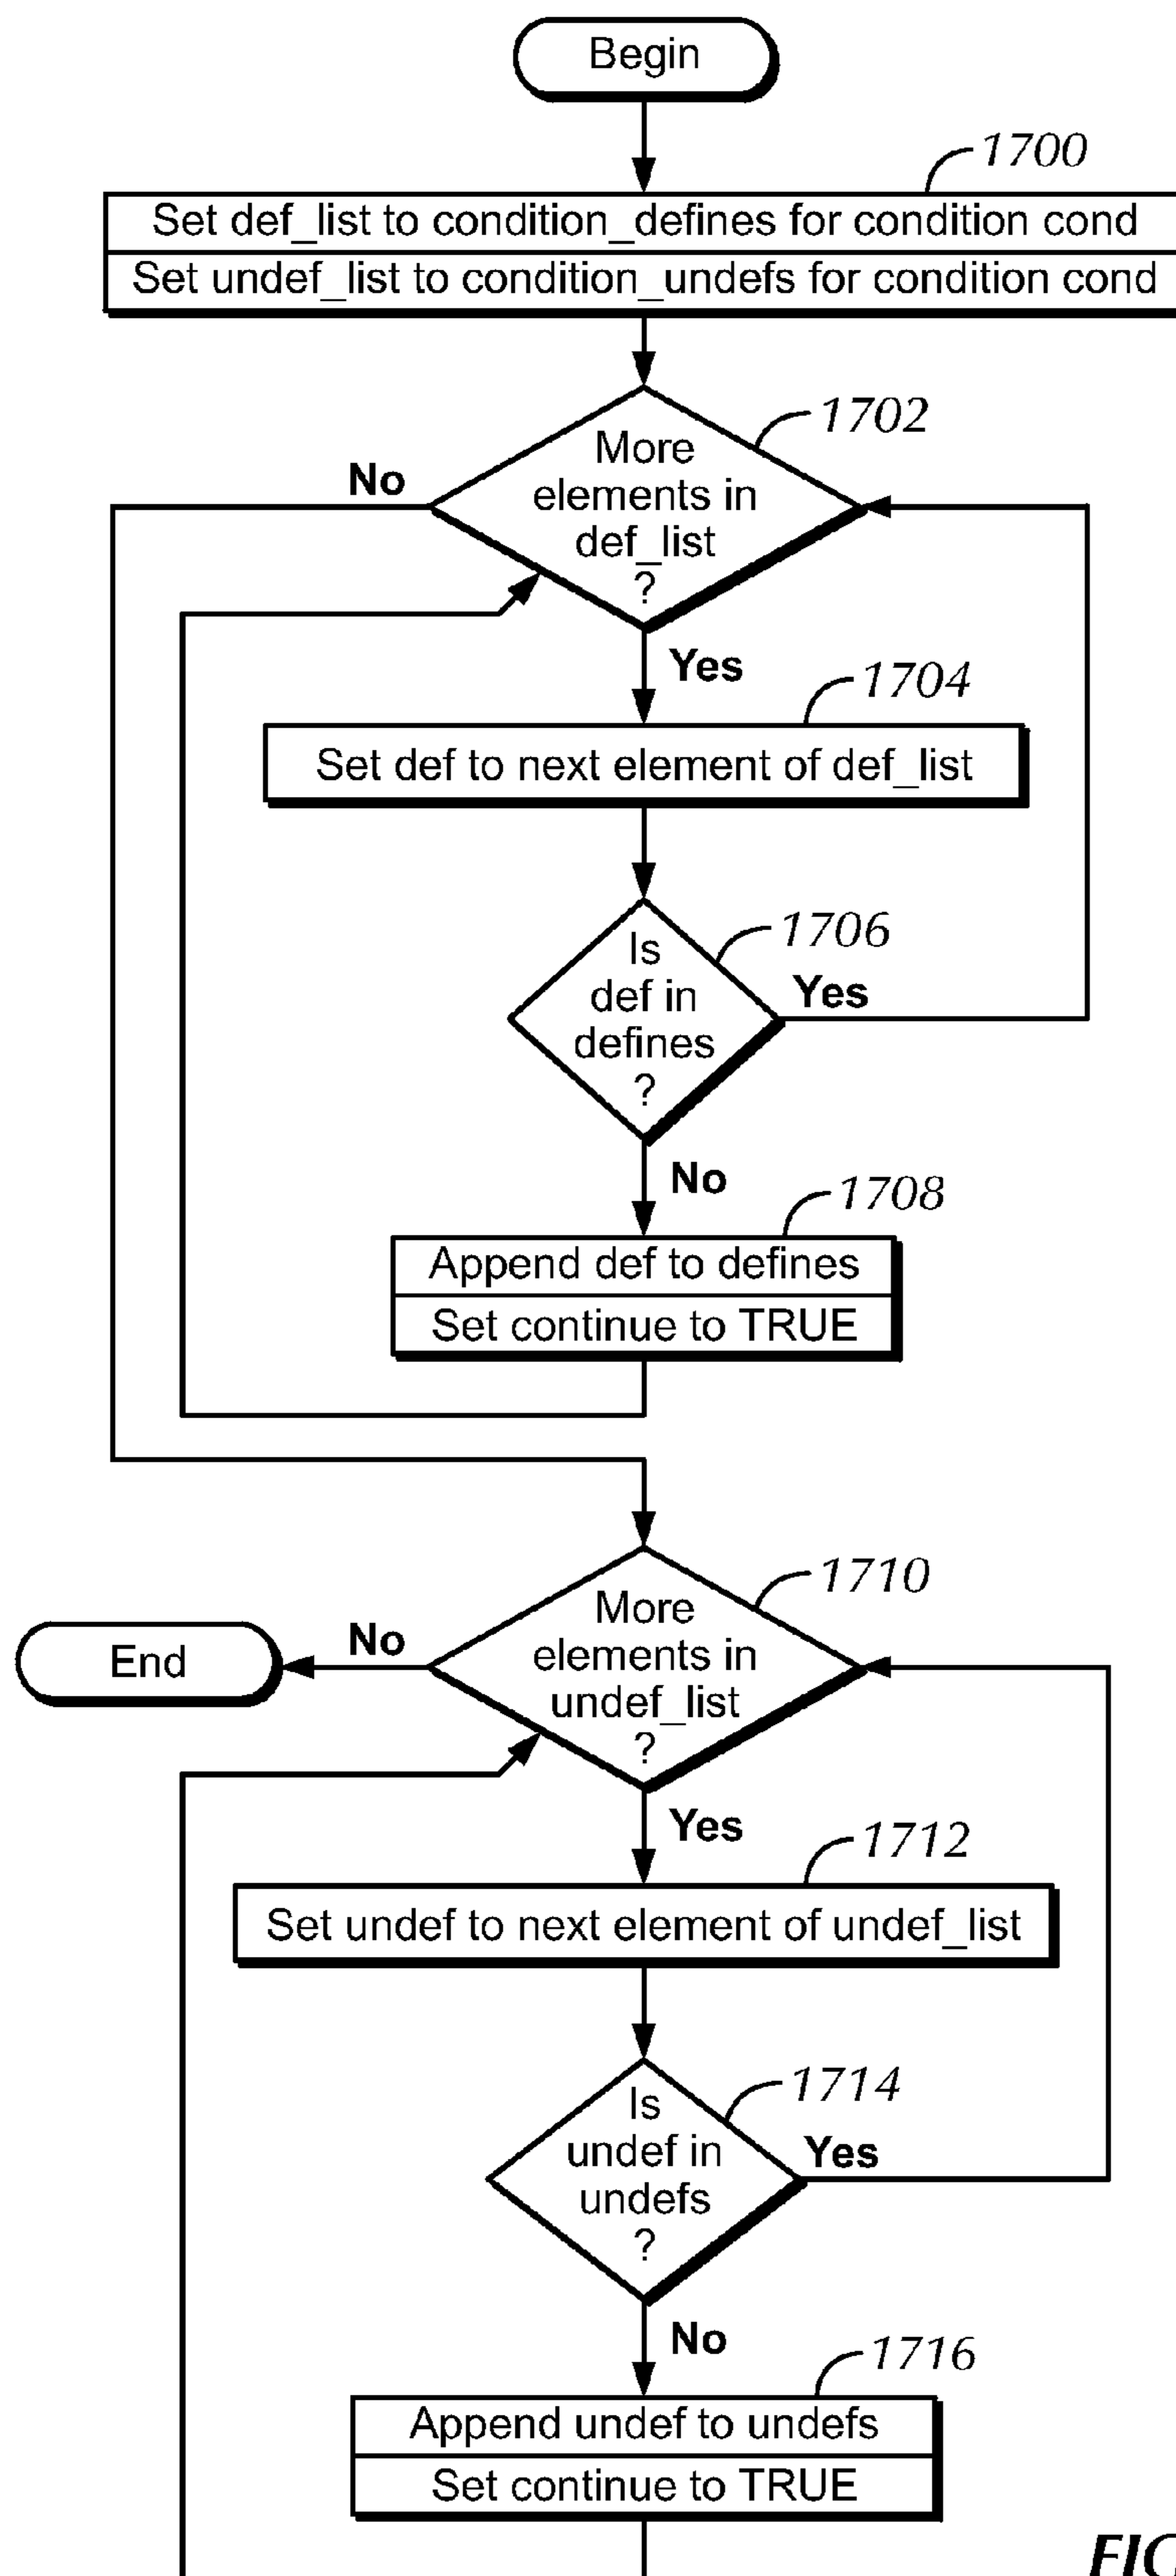 Begin
1700
Set def_list to condition_defines for condition cond
Set undef_list to condition_undefs for condition cond
1702
More
elements in
def_list
?
No
Yes
1704
Set def to next element of def_list
1706
Is
def in
defines
?
Yes
No
1708
Append def to defines
Set continue to TRUE
1710
More
elements in
undef_list
?
No
End
Yes
1712
Set undef to next element of undef_list
1714
Is
undef in
undefs
?
Yes
No
1716
Append undef to undefs
Set continue to TRUE
FIG